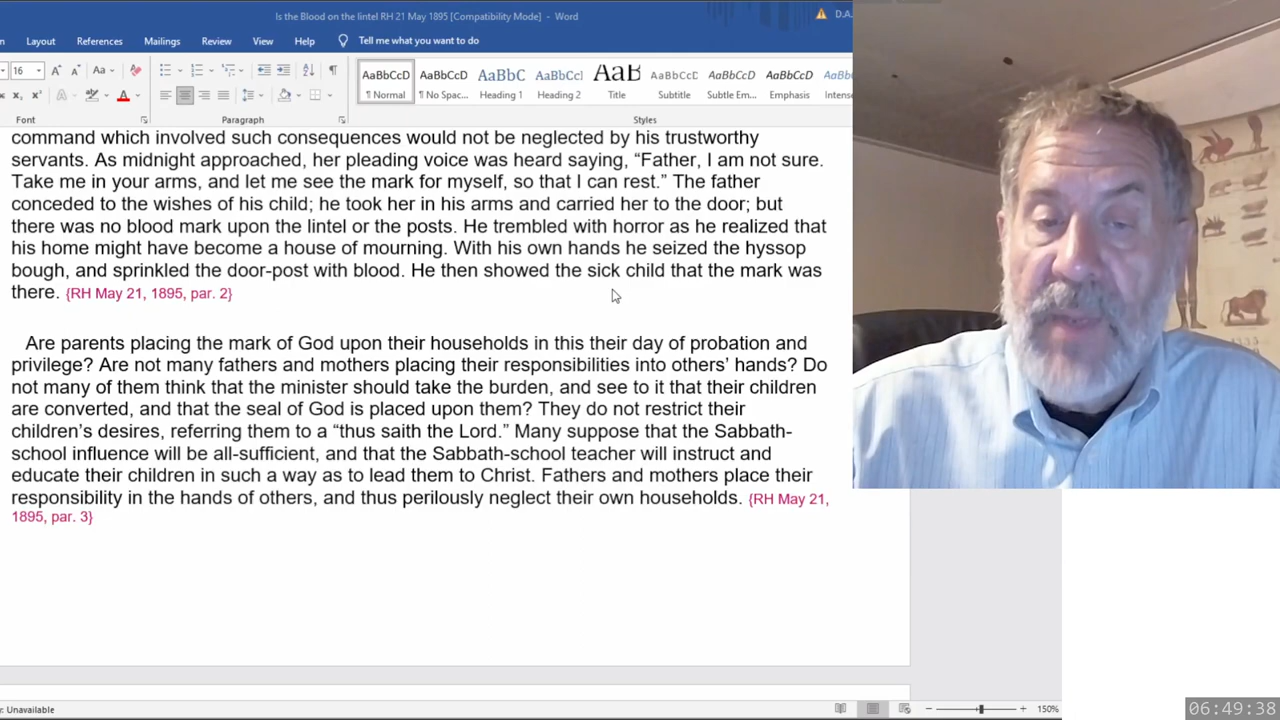 Is the Blood on the lintel RH 21 May 1895 [Compatibility Mode] - Word
D.A.
Layout References Mailings Review View Help Tell me what you want to do
16 Aa
AaBbCcD AaBbCcD AaBbC AaBbCcI AaB AaBbCcD AaBbCcD AaBbCcD AaBb
¶ Normal ¶ No Spac... Heading 1 Heading 2 Title Subtitle Subtle Em... Emphasis Intense
Font Paragraph Styles
command which involved such consequences would not be neglected by his trustworthy
servants. As midnight approached, her pleading voice was heard saying, “Father, I am not sure.
Take me in your arms, and let me see the mark for myself, so that I can rest.” The father
conceded to the wishes of his child; he took her in his arms and carried her to the door; but
there was no blood mark upon the lintel or the posts. He trembled with horror as he realized that
his home might have become a house of mourning. With his own hands he seized the hyssop
bough, and sprinkled the door-post with blood. He then showed the sick child that the mark was
there. {RH May 21, 1895, par. 2}
Are parents placing the mark of God upon their households in this their day of probation and
privilege? Are not many fathers and mothers placing their responsibilities into others’ hands? Do
not many of them think that the minister should take the burden, and see to it that their children
are converted, and that the seal of God is placed upon them? They do not restrict their
children’s desires, referring them to a “thus saith the Lord.” Many suppose that the Sabbath-
school influence will be all-sufficient, and that the Sabbath-school teacher will instruct and
educate their children in such a way as to lead them to Christ. Fathers and mothers place their
responsibility in the hands of others, and thus perilously neglect their own households. {RH May 21,
1895, par. 3}
: Unavailable
150%
06:49:38